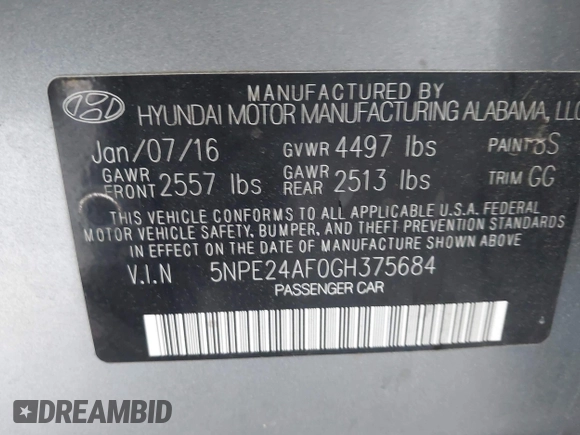 MANUFACTURED BY
HYUNDAI MOTOR MANUFACTURING ALABAMA, LLC
Jan/07/16 GVWR 4497 lbs PAINT 8S
GAWR FRONT 2557 lbs GAWR REAR 2513 lbs TRIM GG
THIS VEHICLE CONFORMS TO ALL APPLICABLE U.S.A. FEDERAL
MOTOR VEHICLE SAFETY, BUMPER, AND THEFT PREVENTION STANDARDS
IN EFFECT ON THE DATE OF MANUFACTURE SHOWN ABOVE.
V.I.N 5NPE24AF0GH375684
PASSENGER CAR
DREAMBID